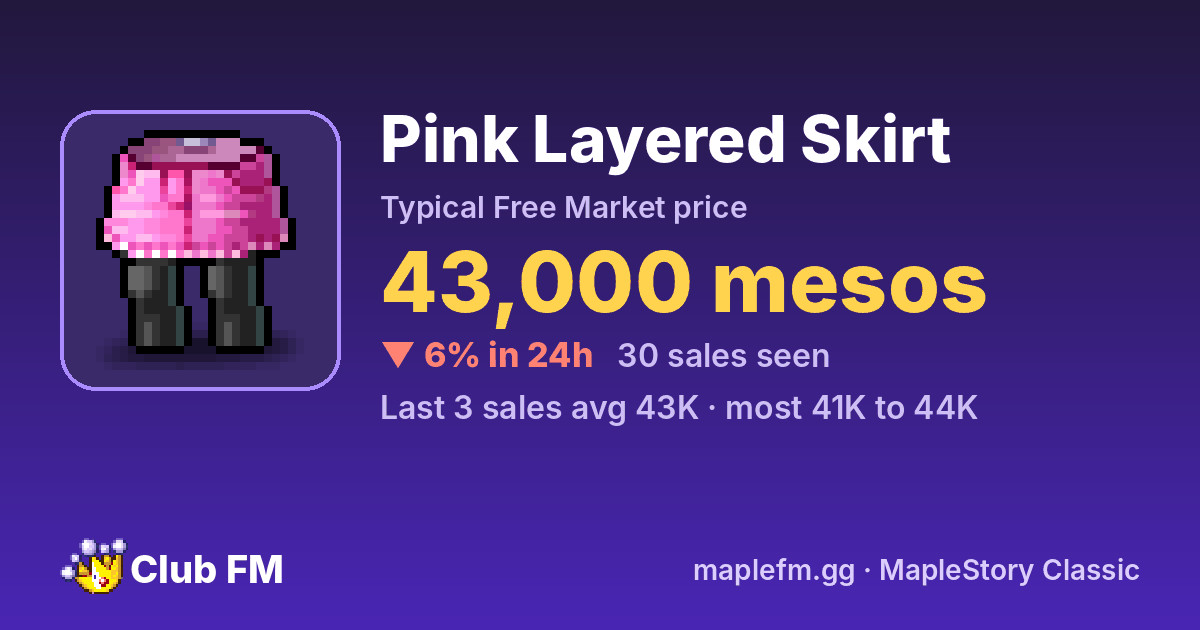 Pink Layered Skirt
Typical Free Market price
43,000 mesos
▼ 6% in 24h 30 sales seen
Last 3 sales avg 43K · most 41K to 44K
Club FM
maplefm.gg · MapleStory Classic